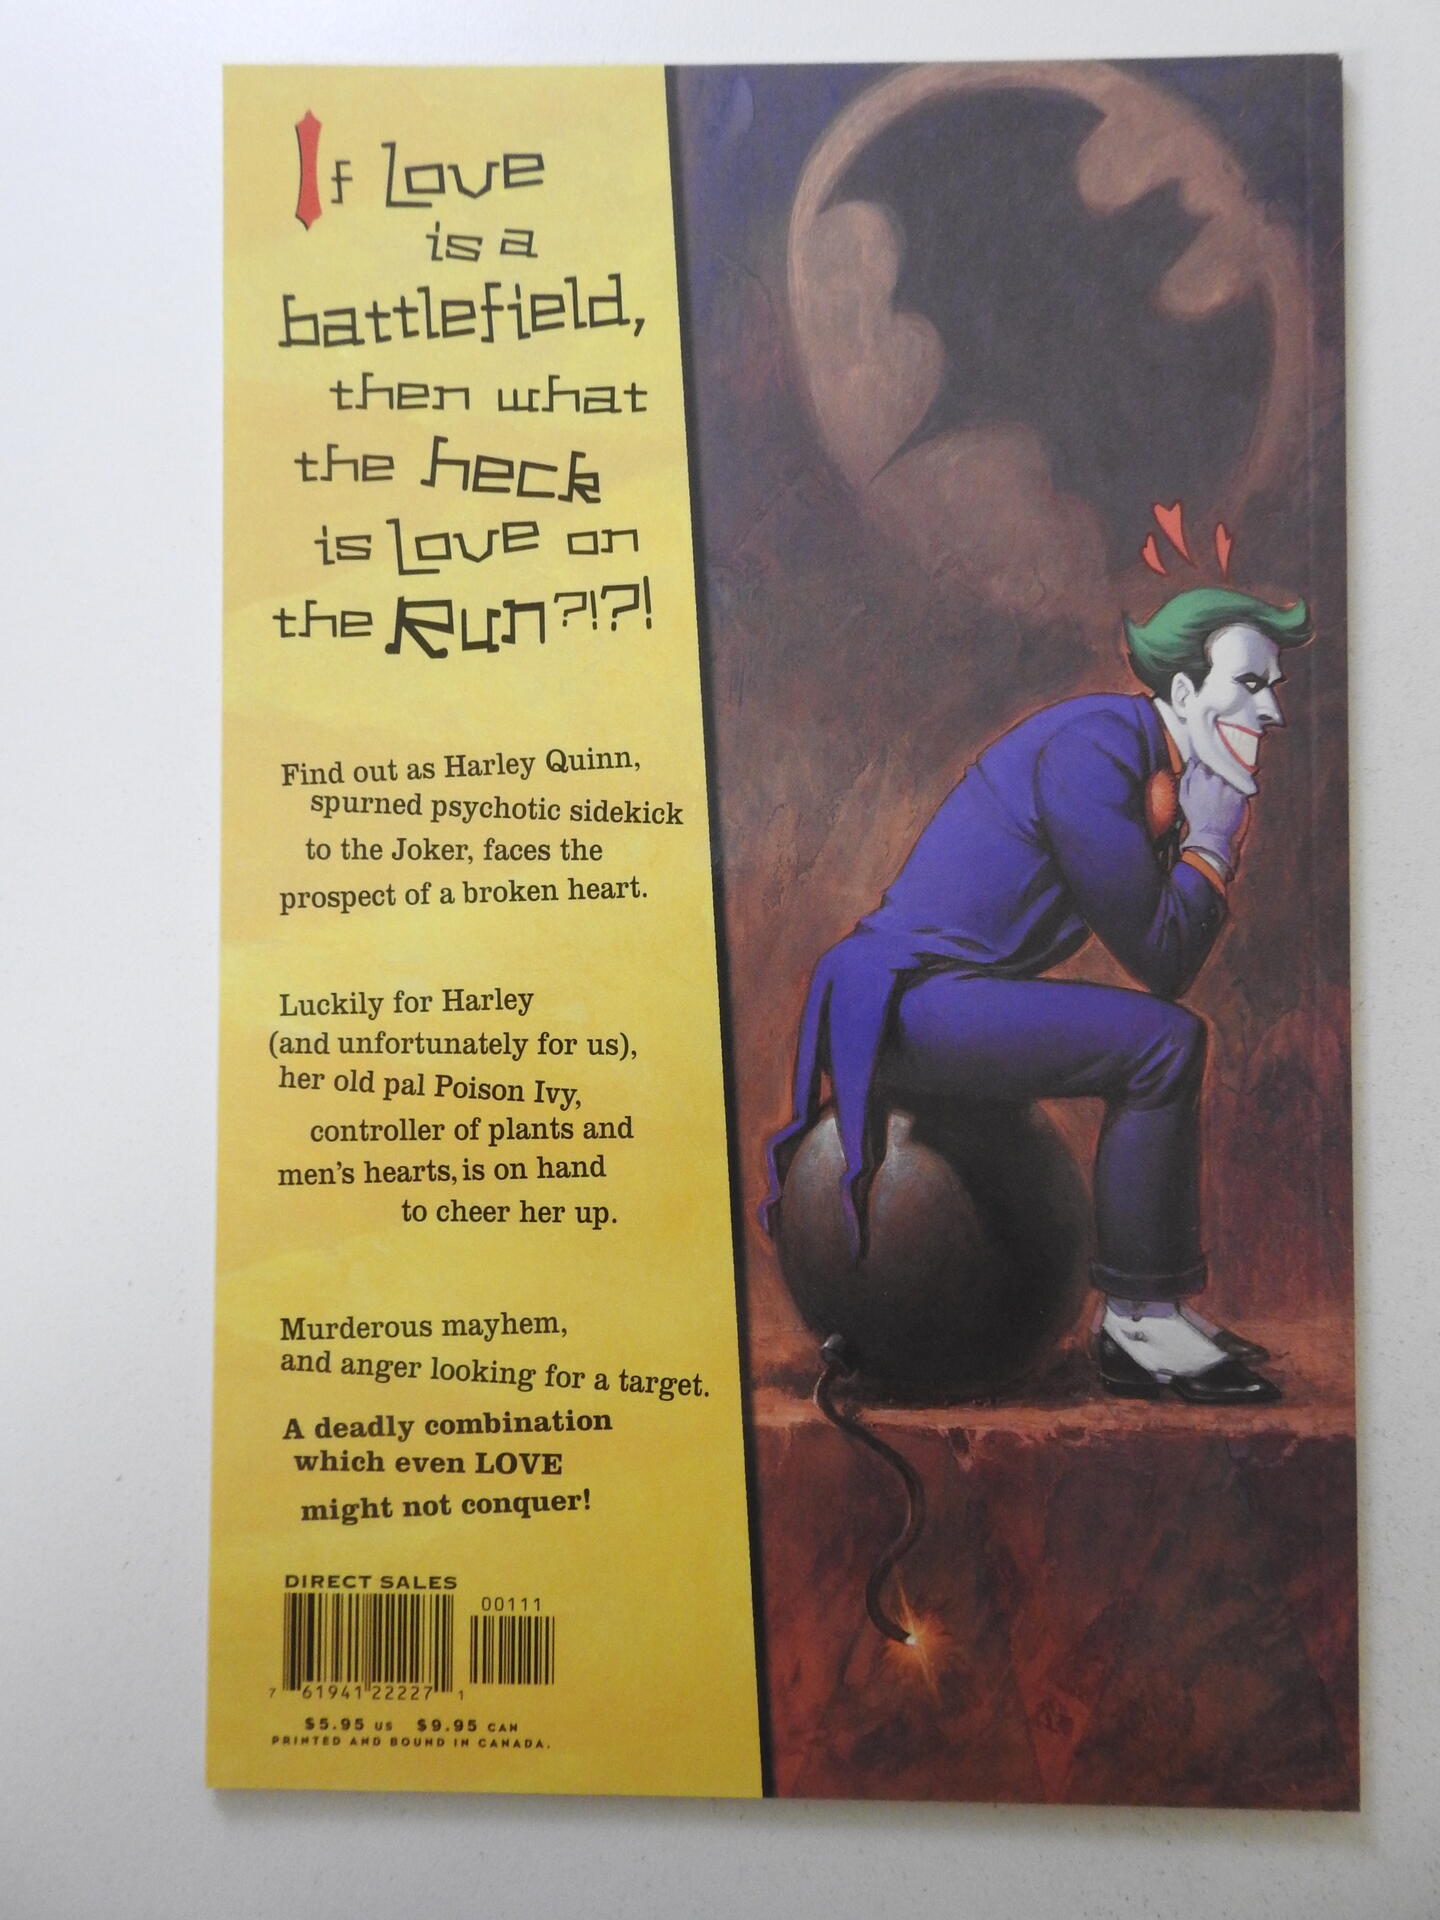 If Love
is a
battlefield,
then what
the heck
is Love on
the Run?!?!
Find out as Harley Quinn,
spurned psychotic sidekick
to the Joker, faces the
prospect of a broken heart.
Luckily for Harley
(and unfortunately for us),
her old pal Poison Ivy,
controller of plants and
men's hearts, is on hand
to cheer her up.
Murderous mayhem,
and anger looking for a target.
A deadly combination
which even LOVE
might not conquer!
DIRECT SALES
00111
7 61941 22227 1
$5.95 US $9.95 CAN
PRINTED AND BOUND IN CANADA.